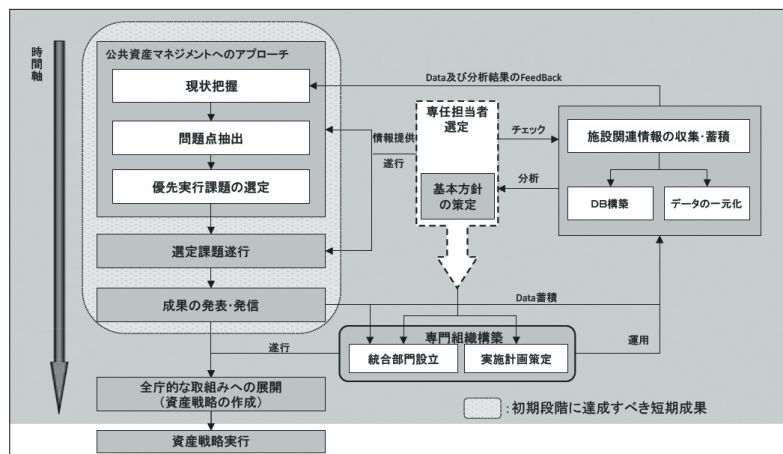 時間軸
公共資産マネジメントへのアプローチ
現状把握
問題点抽出
優先実行課題の選定
選定課題遂行
成果の発表・発信
遂行
全庁的な取組みへの展開
(資産戦略の作成)
資産戦略実行
Data及び分析結果のFeedBack
情報提供
遂行
専任担当者
選定
基本方針
の策定
チェック
分析
施設関連情報の収集・蓄積
DB構築
データの一元化
Data蓄積
専門組織構築
統合部門設立
実施計画策定
運用
:初期段階に達成すべき短期成果